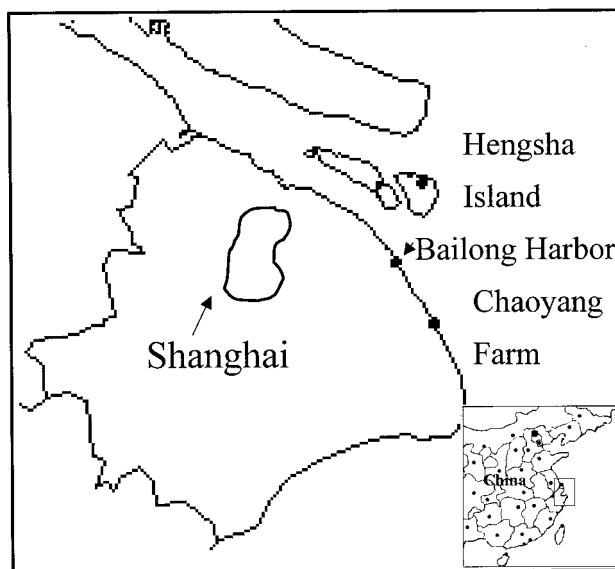 Hengsha
Island
Bailong Harbor
Chaoyang
Farm
Shanghai
China